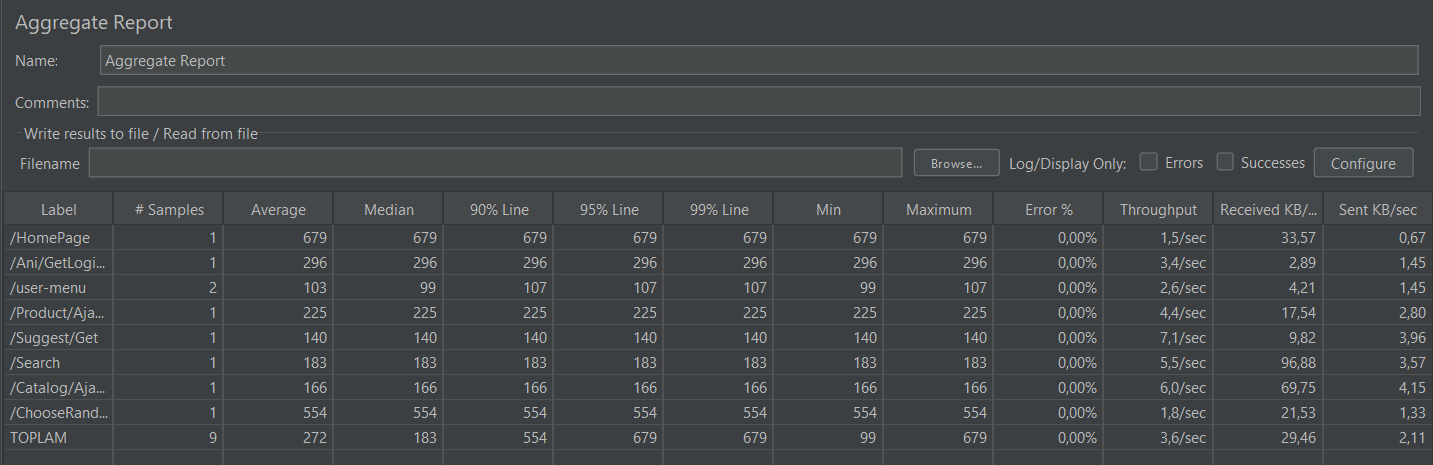 Aggregate Report
Name: Aggregate Report
Comments:
Write results to file / Read from file
Filename Browse... Log/Display Only: Errors Successes Configure
Label # Samples Average Median 90% Line 95% Line 99% Line Min Maximum Error % Throughput Received KB/... Sent KB/sec
/HomePage 1 679 679 679 679 679 679 679 0,00% 1,5/sec 33,57 0,67
/Ani/GetLogi... 1 296 296 296 296 296 296 296 0,00% 3,4/sec 2,89 1,45
/user-menu 2 103 99 107 107 107 99 107 0,00% 2,6/sec 4,21 1,45
/Product/Aja... 1 225 225 225 225 225 225 225 0,00% 4,4/sec 17,54 2,80
/Suggest/Get 1 140 140 140 140 140 140 140 0,00% 7,1/sec 9,82 3,96
/Search 1 183 183 183 183 183 183 183 0,00% 5,5/sec 96,88 3,57
/Catalog/Aja... 1 166 166 166 166 166 166 166 0,00% 6,0/sec 69,75 4,15
/ChooseRand... 1 554 554 554 554 554 554 554 0,00% 1,8/sec 21,53 1,33
TOPLAM 9 272 183 554 679 679 99 679 0,00% 3,6/sec 29,46 2,11